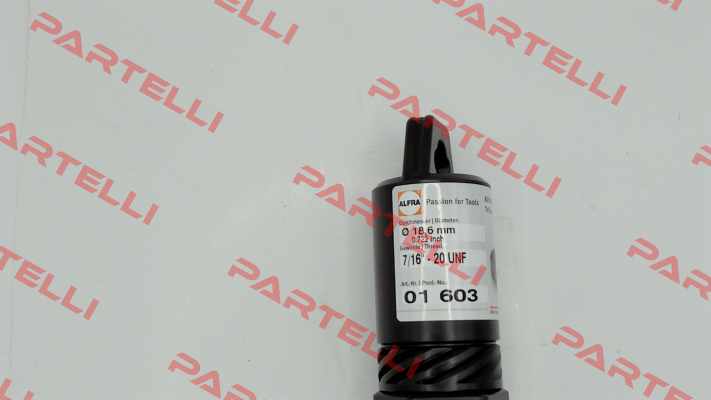 PARTELLI
ALFRA
Passion for Tools
Durchmesser | Diameter:
Ø 18,6 mm
0.732 inch
Gewinde | Thread:
7/16" - 20 UNF
Art.-Nr. | Prod.-No.:
01 603
PARTELLI
PARTELLI
PARTELLI
PARTELLI
PARTELLI
PARTELLI
PARTELLI